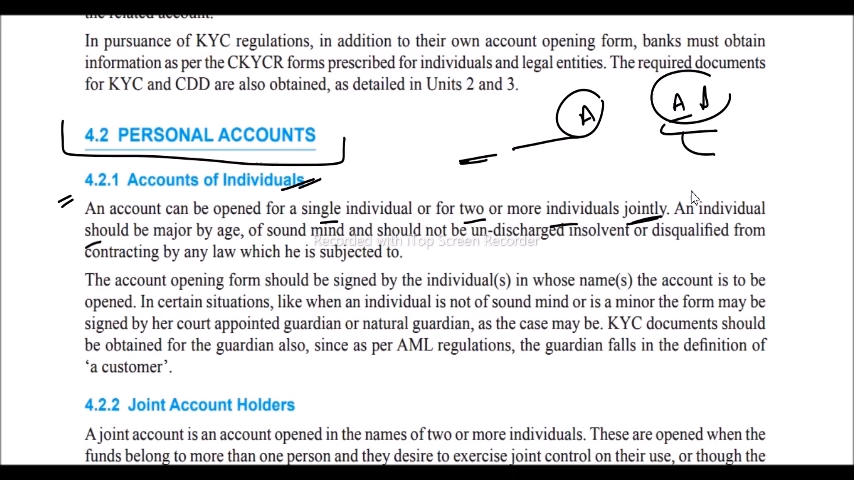 the related account.
In pursuance of KYC regulations, in addition to their own account opening form, banks must obtain
information as per the CKYCR forms prescribed for individuals and legal entities. The required documents
for KYC and CDD are also obtained, as detailed in Units 2 and 3.
A
A
4.2 PERSONAL ACCOUNTS
4.2.1 Accounts of Individuals
An account can be opened for a single individual or for two or more individuals jointly. An individual
should be major by age, of sound mind and should not be un-discharged insolvent or disqualified from
Recorded with iTop Screen Recorder
contracting by any law which he is subjected to.
The account opening form should be signed by the individual(s) in whose name(s) the account is to be
opened. In certain situations, like when an individual is not of sound mind or is a minor the form may be
signed by her court appointed guardian or natural guardian, as the case may be. KYC documents should
be obtained for the guardian also, since as per AML regulations, the guardian falls in the definition of
‘a customer’.
4.2.2 Joint Account Holders
A joint account is an account opened in the names of two or more individuals. These are opened when the
funds belong to more than one person and they desire to exercise joint control on their use, or though the